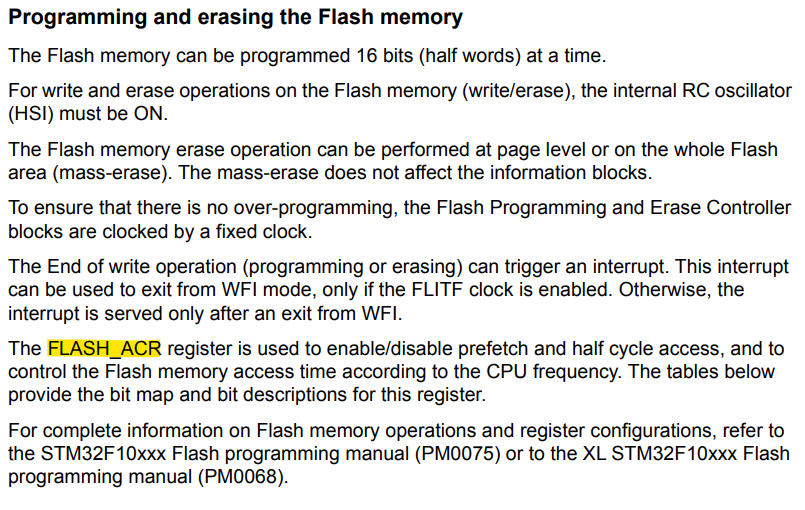 Programming and erasing the Flash memory
The Flash memory can be programmed 16 bits (half words) at a time.
For write and erase operations on the Flash memory (write/erase), the internal RC oscillator
(HSI) must be ON.
The Flash memory erase operation can be performed at page level or on the whole Flash
area (mass-erase). The mass-erase does not affect the information blocks.
To ensure that there is no over-programming, the Flash Programming and Erase Controller
blocks are clocked by a fixed clock.
The End of write operation (programming or erasing) can trigger an interrupt. This interrupt
can be used to exit from WFI mode, only if the FLITF clock is enabled. Otherwise, the
interrupt is served only after an exit from WFI.
The FLASH_ACR register is used to enable/disable prefetch and half cycle access, and to
control the Flash memory access time according to the CPU frequency. The tables below
provide the bit map and bit descriptions for this register.
For complete information on Flash memory operations and register configurations, refer to
the STM32F10xxx Flash programming manual (PM0075) or to the XL STM32F10xxx Flash
programming manual (PM0068).